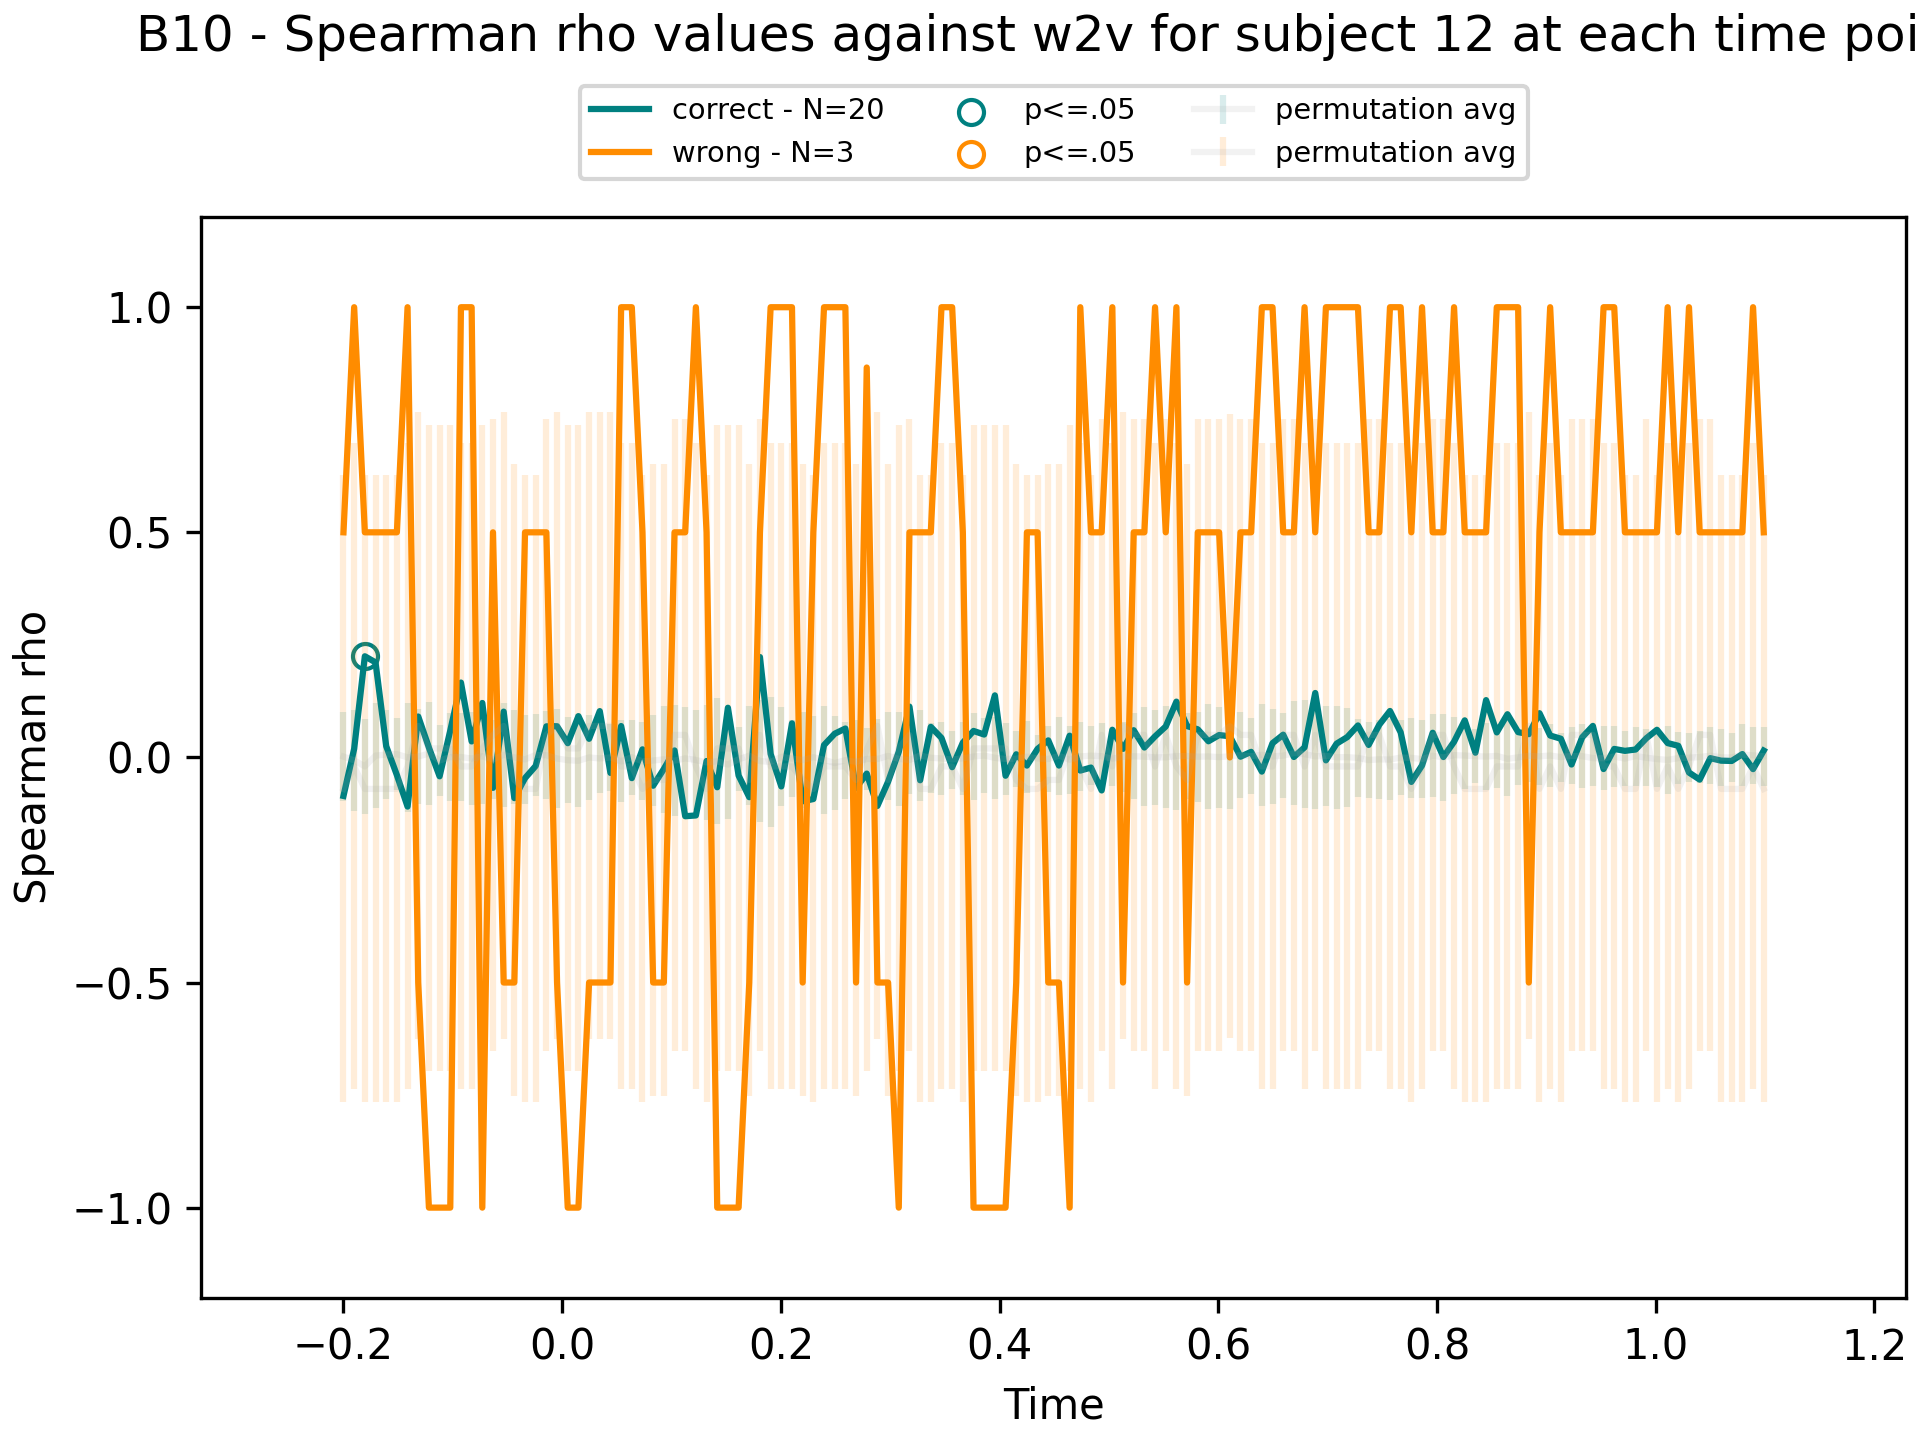 B10 - Spearman rho values against w2v for subject 12 at each time poi
correct - N=20 p<=.05 permutation avg
wrong - N=3 p<=.05 permutation avg
1.0
0.5
0.0
−0.5
−1.0
Spearman rho
−0.2 0.0 0.2 0.4 0.6 0.8 1.0 1.2
Time